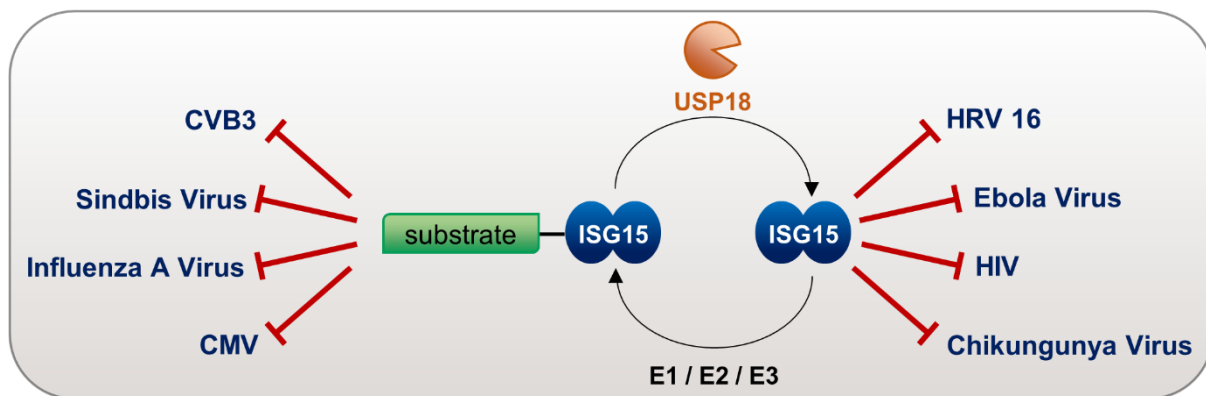 USP18
CVB3
HRV 16
Sindbis Virus
Ebola Virus
substrate
ISG15
ISG15
Influenza A Virus
HIV
CMV
Chikungunya Virus
E1 / E2 / E3